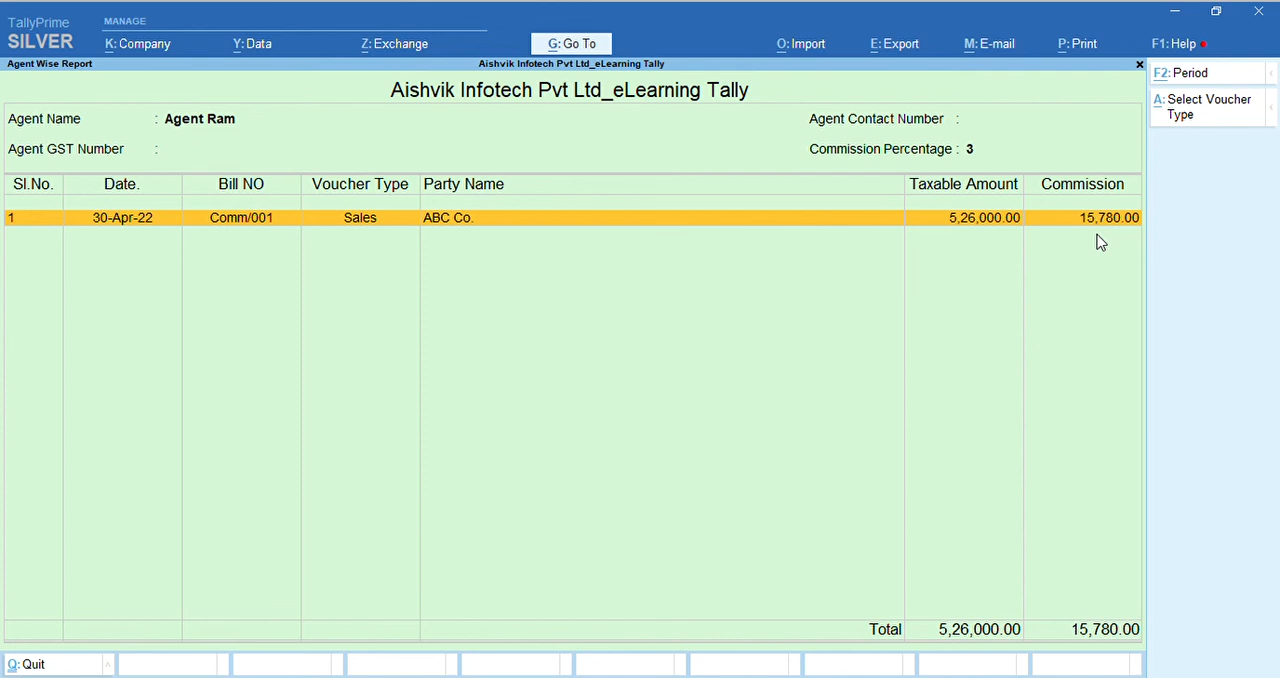 TallyPrime
SILVER
MANAGE
K: Company
Y: Data
Z: Exchange
G: Go To
O: Import
E: Export
M: E-mail
P: Print
F1: Help
Agent Wise Report
Aishvik Infotech Pvt Ltd_eLearning Tally
F2: Period
A: Select Voucher
Type
Aishvik Infotech Pvt Ltd_eLearning Tally
Agent Name : Agent Ram
Agent Contact Number :
Agent GST Number :
Commission Percentage : 3
Sl.No. Date. Bill NO Voucher Type Party Name Taxable Amount Commission
1 30-Apr-22 Comm/001 Sales ABC Co. 5,26,000.00 15,780.00
Total 5,26,000.00 15,780.00
Q: Quit